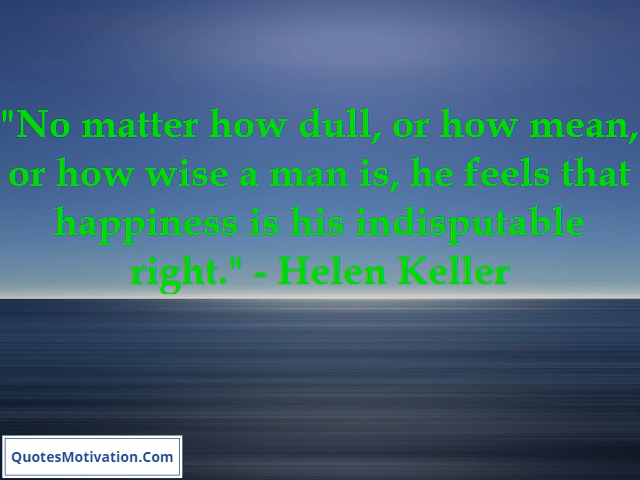 "No matter how dull, or how mean,
or how wise a man is, he feels that
happiness is his indisputable
right." - Helen Keller
QuotesMotivation.Com